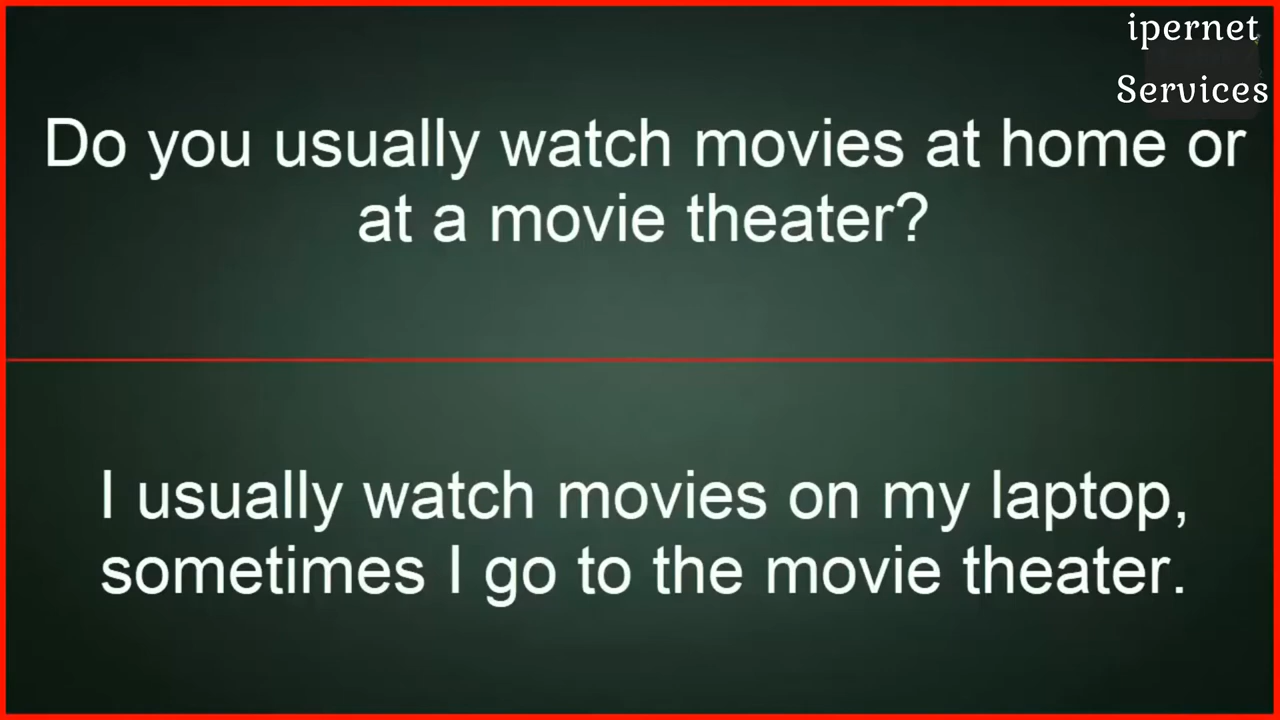 ipernet
Services
Do you usually watch movies at home or
at a movie theater?
I usually watch movies on my laptop,
sometimes I go to the movie theater.